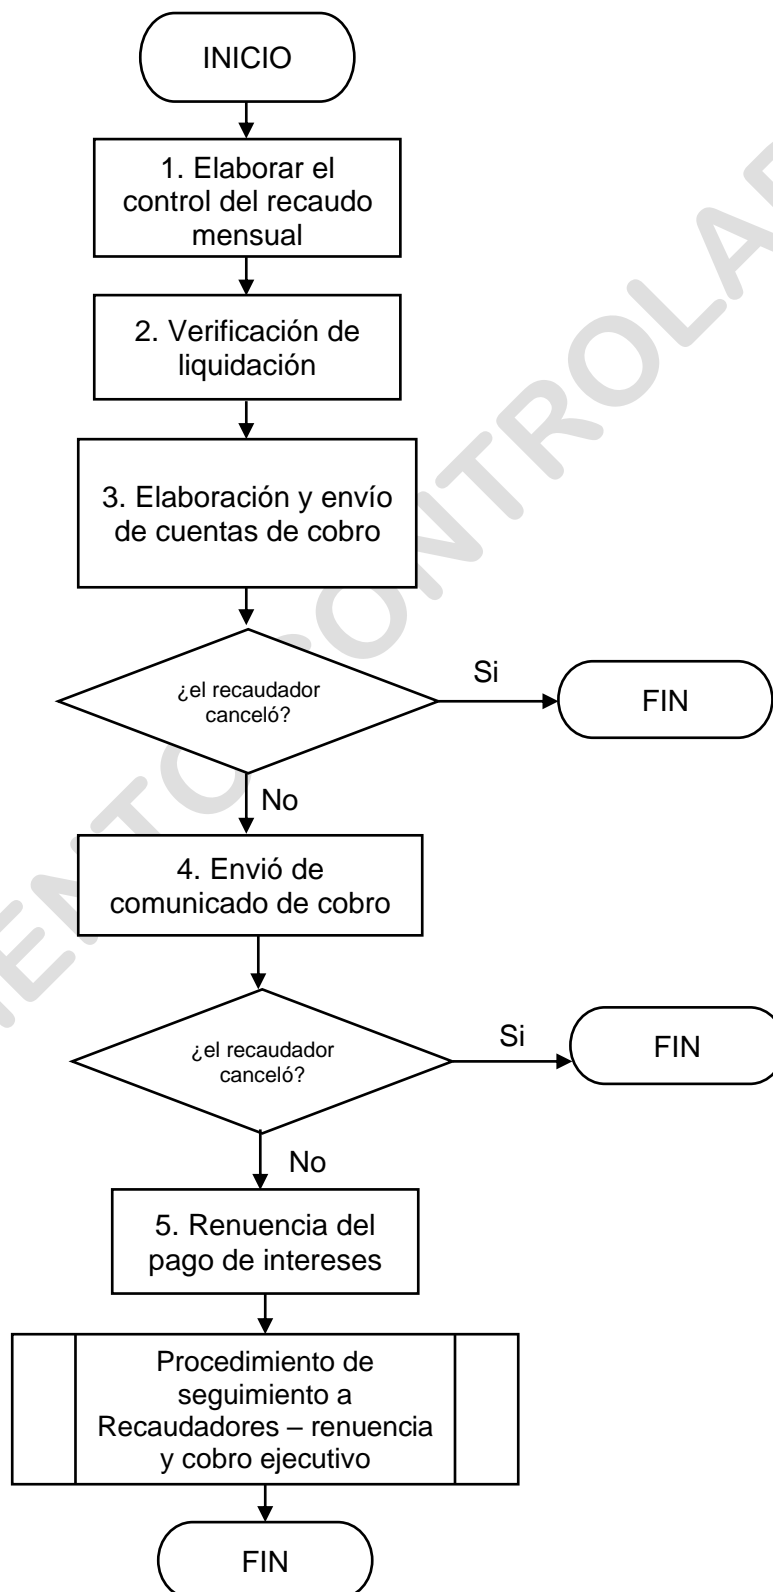 INICIO
1. Elaborar el
control del recaudo
mensual
2. Verificación de
liquidación
3. Elaboración y envío
de cuentas de cobro
¿el recaudador
canceló?
Si
FIN
No
4. Envió de
comunicado de cobro
¿el recaudador
canceló?
Si
FIN
No
5. Renuencia del
pago de intereses
Procedimiento de
seguimiento a
Recaudadores – renuencia
y cobro ejecutivo
FIN